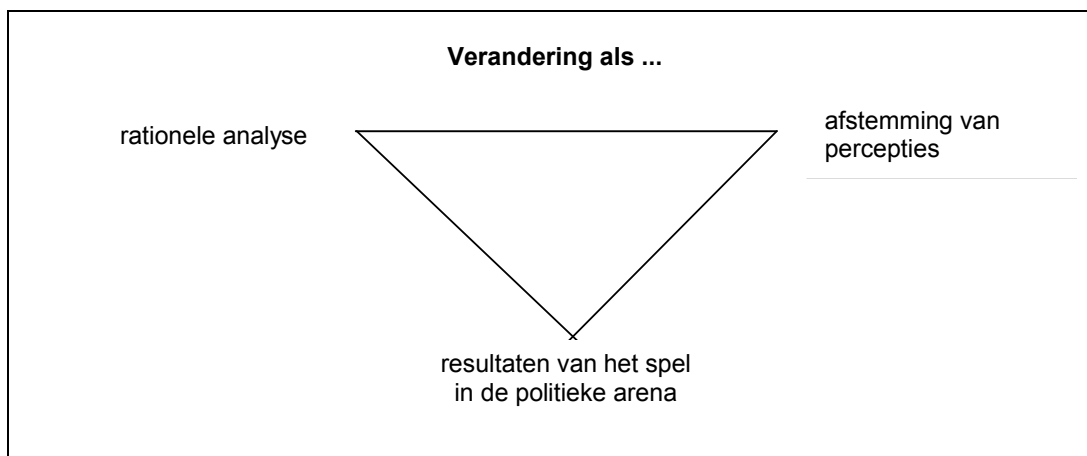 Verandering als ...
rationele analyse
afstemming van
percepties
resultaten van het spel
in de politieke arena